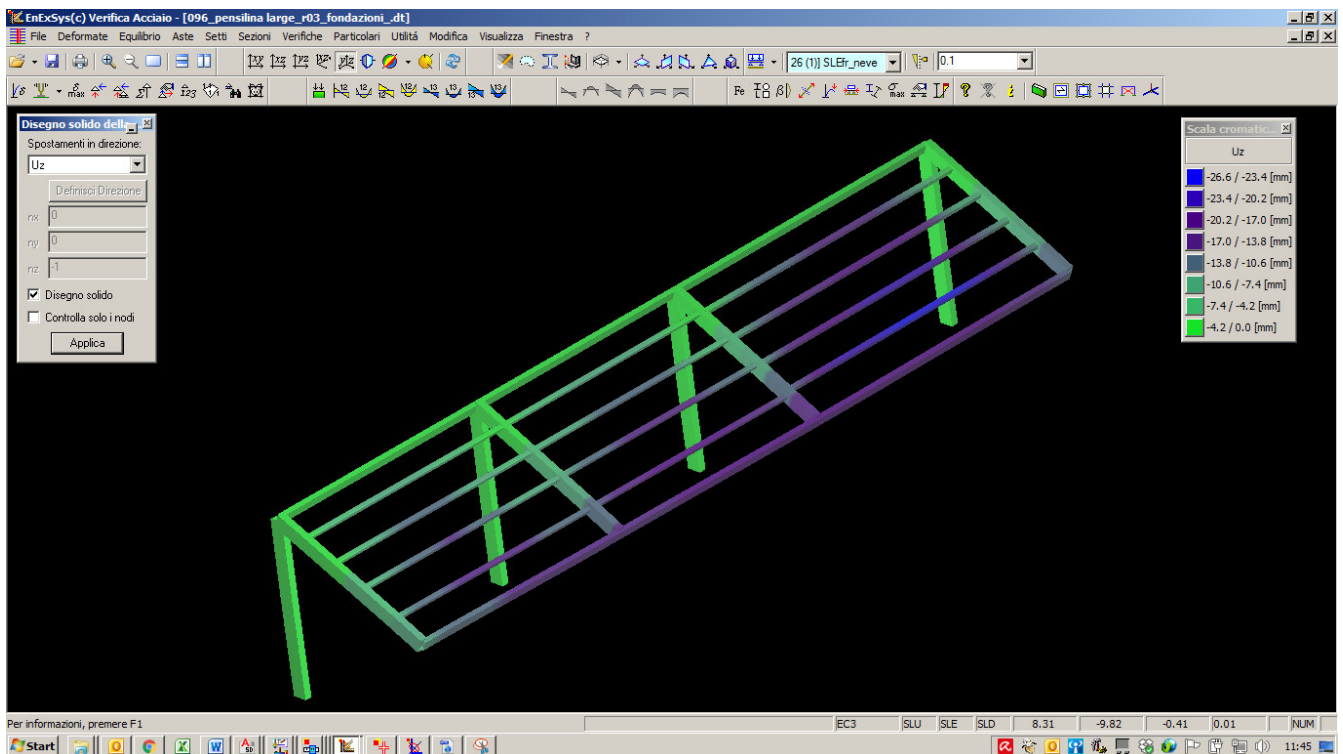 EnExSys(c) Verifica Acciaio - [096_pensilina large_r03_fondazioni_.dt]
File Deformate Equilibrio Aste Setti Sezioni Verifiche Particolari Utilitá Modifica Visualizza Finestra ?
26 (1)] SLEfr_neve 0.1
Disegno solido della
Spostamenti in direzione:
Uz
Definisci Direzione
nx 0
ny 0
nz -1
Disegno solido
Controlla solo i nodi
Applica
Scala cromatic...
Uz
-26.6 / -23.4 [mm]
-23.4 / -20.2 [mm]
-20.2 / -17.0 [mm]
-17.0 / -13.8 [mm]
-13.8 / -10.6 [mm]
-10.6 / -7.4 [mm]
-7.4 / -4.2 [mm]
-4.2 / 0.0 [mm]
Per informazioni, premere F1 EC3 SLU SLE SLD 8.31 -9.82 -0.41 0.01 NUM
Start 11:45